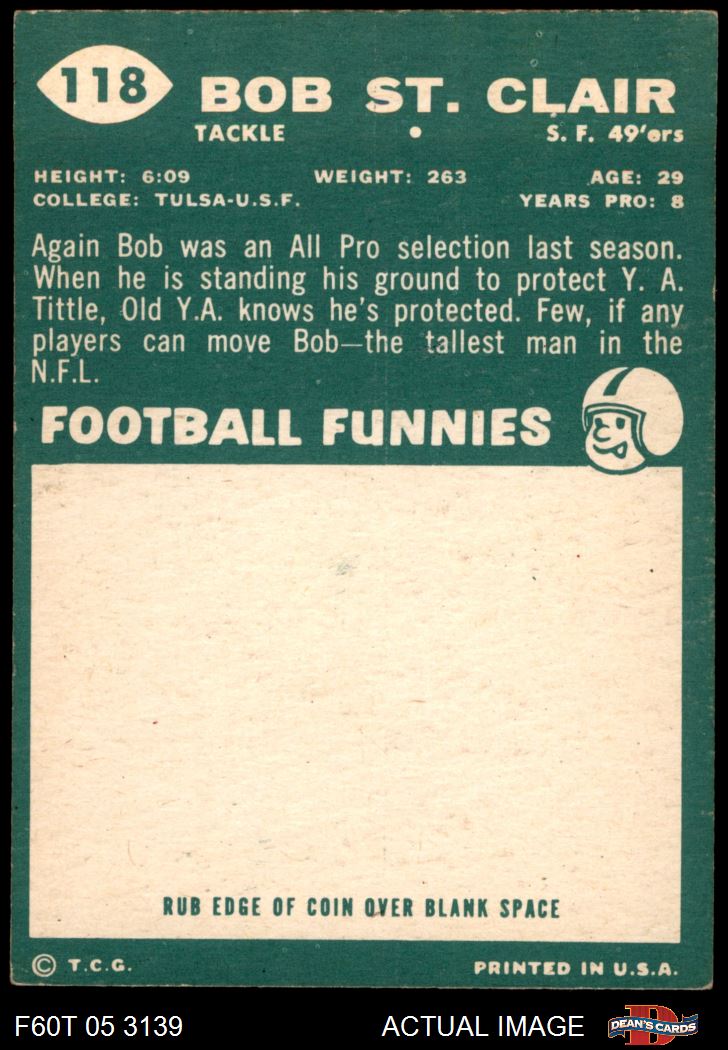 118
BOB ST. CLAIR
TACKLE • S. F. 49'ers
HEIGHT: 6:09 WEIGHT: 263 AGE: 29
COLLEGE: TULSA-U.S.F. YEARS PRO: 8
Again Bob was an All Pro selection last season.
When he is standing his ground to protect Y. A.
Tittle, Old Y.A. knows he's protected. Few, if any
players can move Bob—the tallest man in the
N.F.L.
FOOTBALL FUNNIES
RUB EDGE OF COIN OVER BLANK SPACE
© T.C.G. PRINTED IN U.S.A.
F60T 05 3139 ACTUAL IMAGE D DEAN'S CARDS